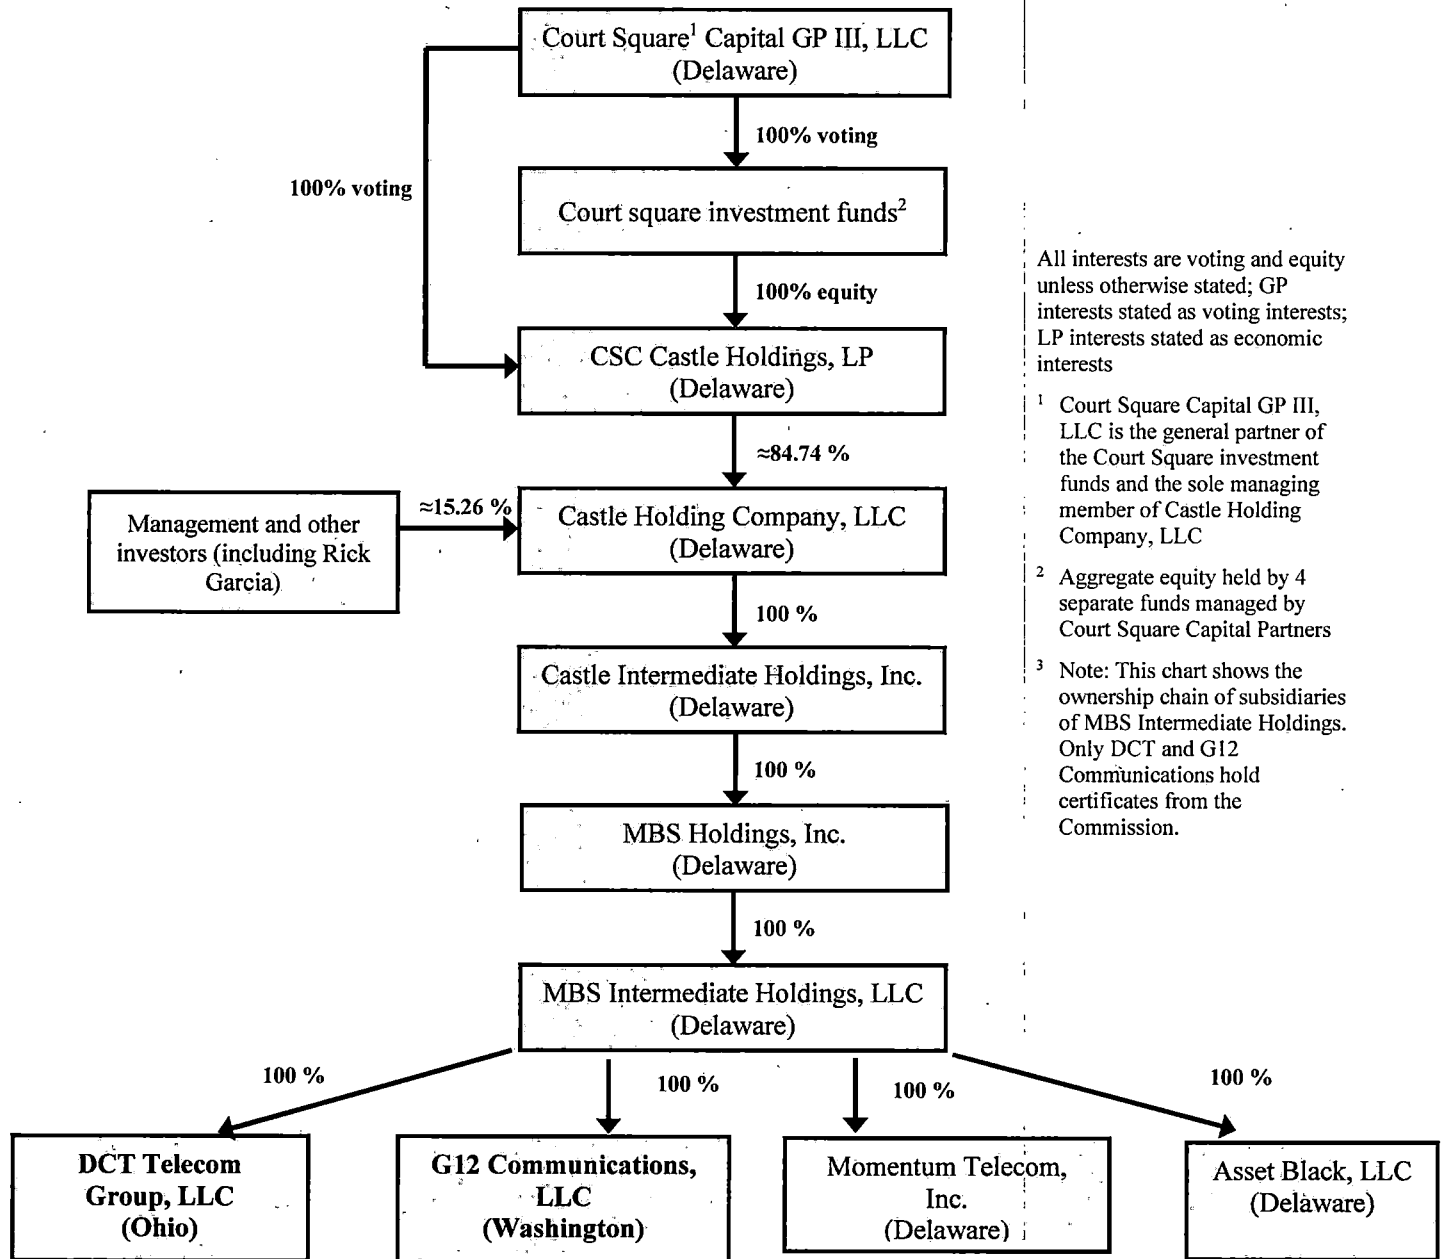 Court Square¹ Capital GP III, LLC
(Delaware)
100% voting
100% voting
Court square investment funds²
100% equity
CSC Castle Holdings, LP
(Delaware)
≈84.74 %
Management and other
investors (including Rick
Garcia)
≈15.26 %
Castle Holding Company, LLC
(Delaware)
100 %
Castle Intermediate Holdings, Inc.
(Delaware)
100 %
MBS Holdings, Inc.
(Delaware)
100 %
MBS Intermediate Holdings, LLC
(Delaware)
100 %
100 %
100 %
100 %
DCT Telecom
Group, LLC
(Ohio)
G12 Communications,
LLC
(Washington)
Momentum Telecom,
Inc.
(Delaware)
Asset Black, LLC
(Delaware)
All interests are voting and equity
unless otherwise stated; GP
interests stated as voting interests;
LP interests stated as economic
interests
¹ Court Square Capital GP III,
LLC is the general partner of
the Court Square investment
funds and the sole managing
member of Castle Holding
Company, LLC
² Aggregate equity held by 4
separate funds managed by
Court Square Capital Partners
³ Note: This chart shows the
ownership chain of subsidiaries
of MBS Intermediate Holdings.
Only DCT and G12
Communications hold
certificates from the
Commission.